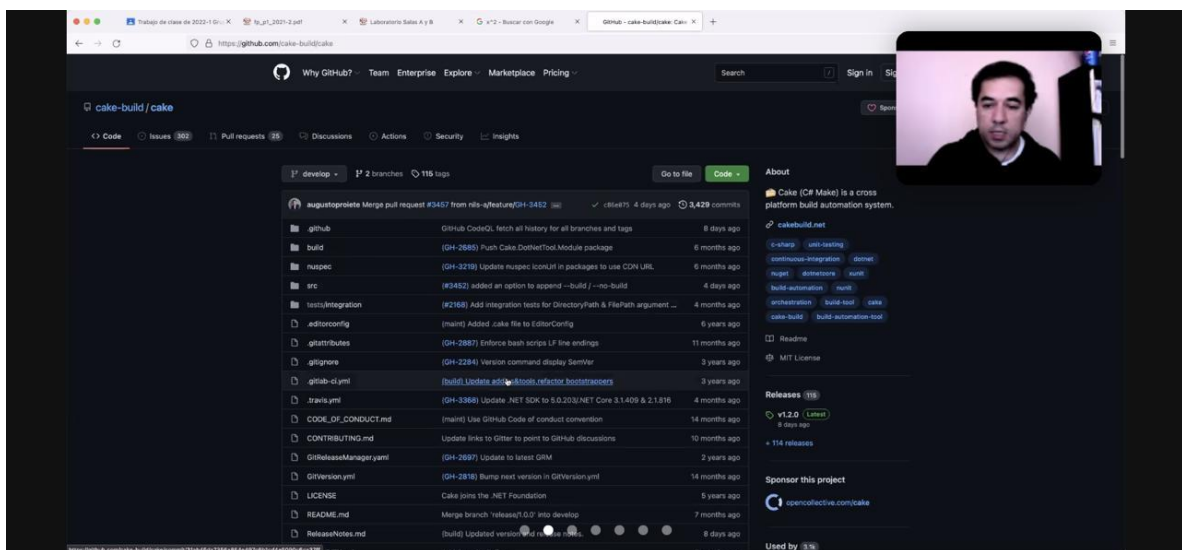 Trabajo de clase de 2022-1 Gru
fp_p1_2021-2.pdf
Laboratorio Salas A y B
x^2 - Buscar con Google
GitHub - cake-build/cake: Cake
https://github.com/cake-build/cake
Why GitHub? Team Enterprise Explore Marketplace Pricing Search / Sign in Sig
cake-build / cake
Spon
Code Issues 302 Pull requests 25 Discussions Actions Security Insights
develop 2 branches 115 tags Go to file Code
augustoproiete Merge pull request #3457 from nils-a/feature/GH-3452 4 days ago 3,429 commits
.github GitHub CodeQL fetch all history for all branches and tags 8 days ago
build (GH-2685) Push Cake.DotNetTool.Module package 6 months ago
nuspec (GH-3219) Update nuspec iconUrl in packages to use CDN URL 6 months ago
src (#3452) added an option to append --build / --no-build 4 days ago
tests/integration (#2168) Add integration tests for DirectoryPath & FilePath argument ... 4 months ago
.editorconfig (maint) Added .cake file to EditorConfig 6 years ago
.gitattributes (GH-2887) Enforce bash scrips LF line endings 11 months ago
.gitignore (GH-2284) Version command display SemVer 3 years ago
.gitlab-ci.yml (build) Update &tools,refactor bootstrappers 3 years ago
.travis.yml (GH-3368) Update .NET SDK to 5.0.203/.NET Core 3.1.409 & 2.1.816 4 months ago
CODE_OF_CONDUCT.md (maint) Use GitHub Code of conduct convention 14 months ago
CONTRIBUTING.md Update links to Gitter to point to GitHub discussions 10 months ago
GitReleaseManager.yaml (GH-2697) Update to latest GRM 2 years ago
GitVersion.yml (GH-2818) Bump next version in GitVersion.yml 14 months ago
LICENSE Cake joins the .NET Foundation 5 years ago
README.md Merge branch 'release/1.0.0' into develop 7 months ago
ReleaseNotes.md (build) Updated version and release notes. 8 days ago
About
Cake (C# Make) is a cross
platform build automation system.
cakebuild.net
c-sharp unit-testing
continuous-integration dotnet
nuget dotnetcore xunit
build-automation nunit
orchestration build-tool cake
cake-build build-automation-tool
Readme
MIT License
Releases 115
v1.2.0 Latest
8 days ago
+ 114 releases
Sponsor this project
opencollective.com/cake
Used by 3.1k